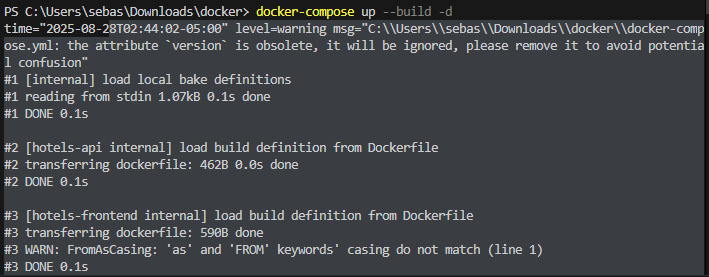 PS C:\Users\sebas\Downloads\docker> docker-compose up --build -d
time="2025-08-28T02:44:02-05:00" level=warning msg="C:\\Users\\sebas\\Downloads\\docker\\docker-comp
ose.yml: the attribute `version` is obsolete, it will be ignored, please remove it to avoid potentia
l confusion"
#1 [internal] load local bake definitions
#1 reading from stdin 1.07kB 0.1s done
#1 DONE 0.1s

#2 [hotels-api internal] load build definition from Dockerfile
#2 transferring dockerfile: 462B 0.0s done
#2 DONE 0.1s

#3 [hotels-frontend internal] load build definition from Dockerfile
#3 transferring dockerfile: 590B done
#3 WARN: FromAsCasing: 'as' and 'FROM' keywords' casing do not match (line 1)
#3 DONE 0.1s